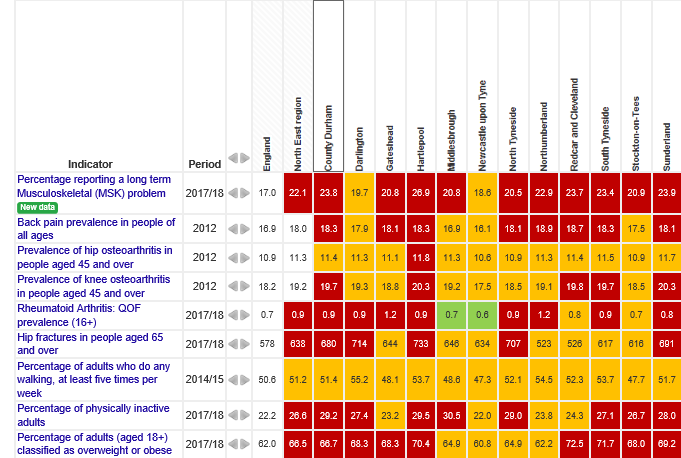 Indicator Period England North East region County Durham Darlington Gateshead Hartlepool Middlesbrough Newcastle upon Tyne North Tyneside Northumberland Redcar and Cleveland South Tyneside Stockton-on-Tees Sunderland
Percentage reporting a long term
Musculoskeletal (MSK) problem 2017/18 17.0 22.1 23.8 19.7 20.8 26.9 20.8 18.6 20.5 22.9 23.7 23.4 20.9 23.9
New data
Back pain prevalence in people of
all ages 2012 16.9 18.0 18.3 17.9 18.1 18.3 16.9 16.1 18.1 18.9 18.7 18.3 17.5 18.1
Prevalence of hip osteoarthritis in
people aged 45 and over 2012 10.9 11.3 11.4 11.3 11.1 11.8 11.3 10.6 10.9 11.3 11.4 11.5 10.9 11.7
Prevalence of knee osteoarthritis
in people aged 45 and over 2012 18.2 19.2 19.7 19.3 18.8 20.3 19.2 17.5 18.5 19.1 19.8 19.7 18.5 20.3
Rheumatoid Arthritis: QOF
prevalence (16+) 2017/18 0.7 0.9 0.9 0.9 1.2 0.9 0.7 0.6 0.9 1.2 0.8 0.9 0.7 0.8
Hip fractures in people aged 65
and over 2017/18 578 638 680 714 644 733 646 634 707 523 526 617 616 691
Percentage of adults who do any
walking, at least five times per
week 2014/15 50.6 51.2 51.4 55.2 48.1 53.7 48.6 47.3 52.1 54.5 52.3 53.7 47.7 51.7
Percentage of physically inactive
adults 2017/18 22.2 26.6 29.2 27.4 23.2 29.5 30.5 22.0 29.0 23.8 24.3 27.1 26.7 28.0
Percentage of adults (aged 18+)
classified as overweight or obese 2017/18 62.0 66.5 66.7 68.3 68.3 70.4 64.9 60.8 64.9 62.2 72.5 71.7 68.0 69.2